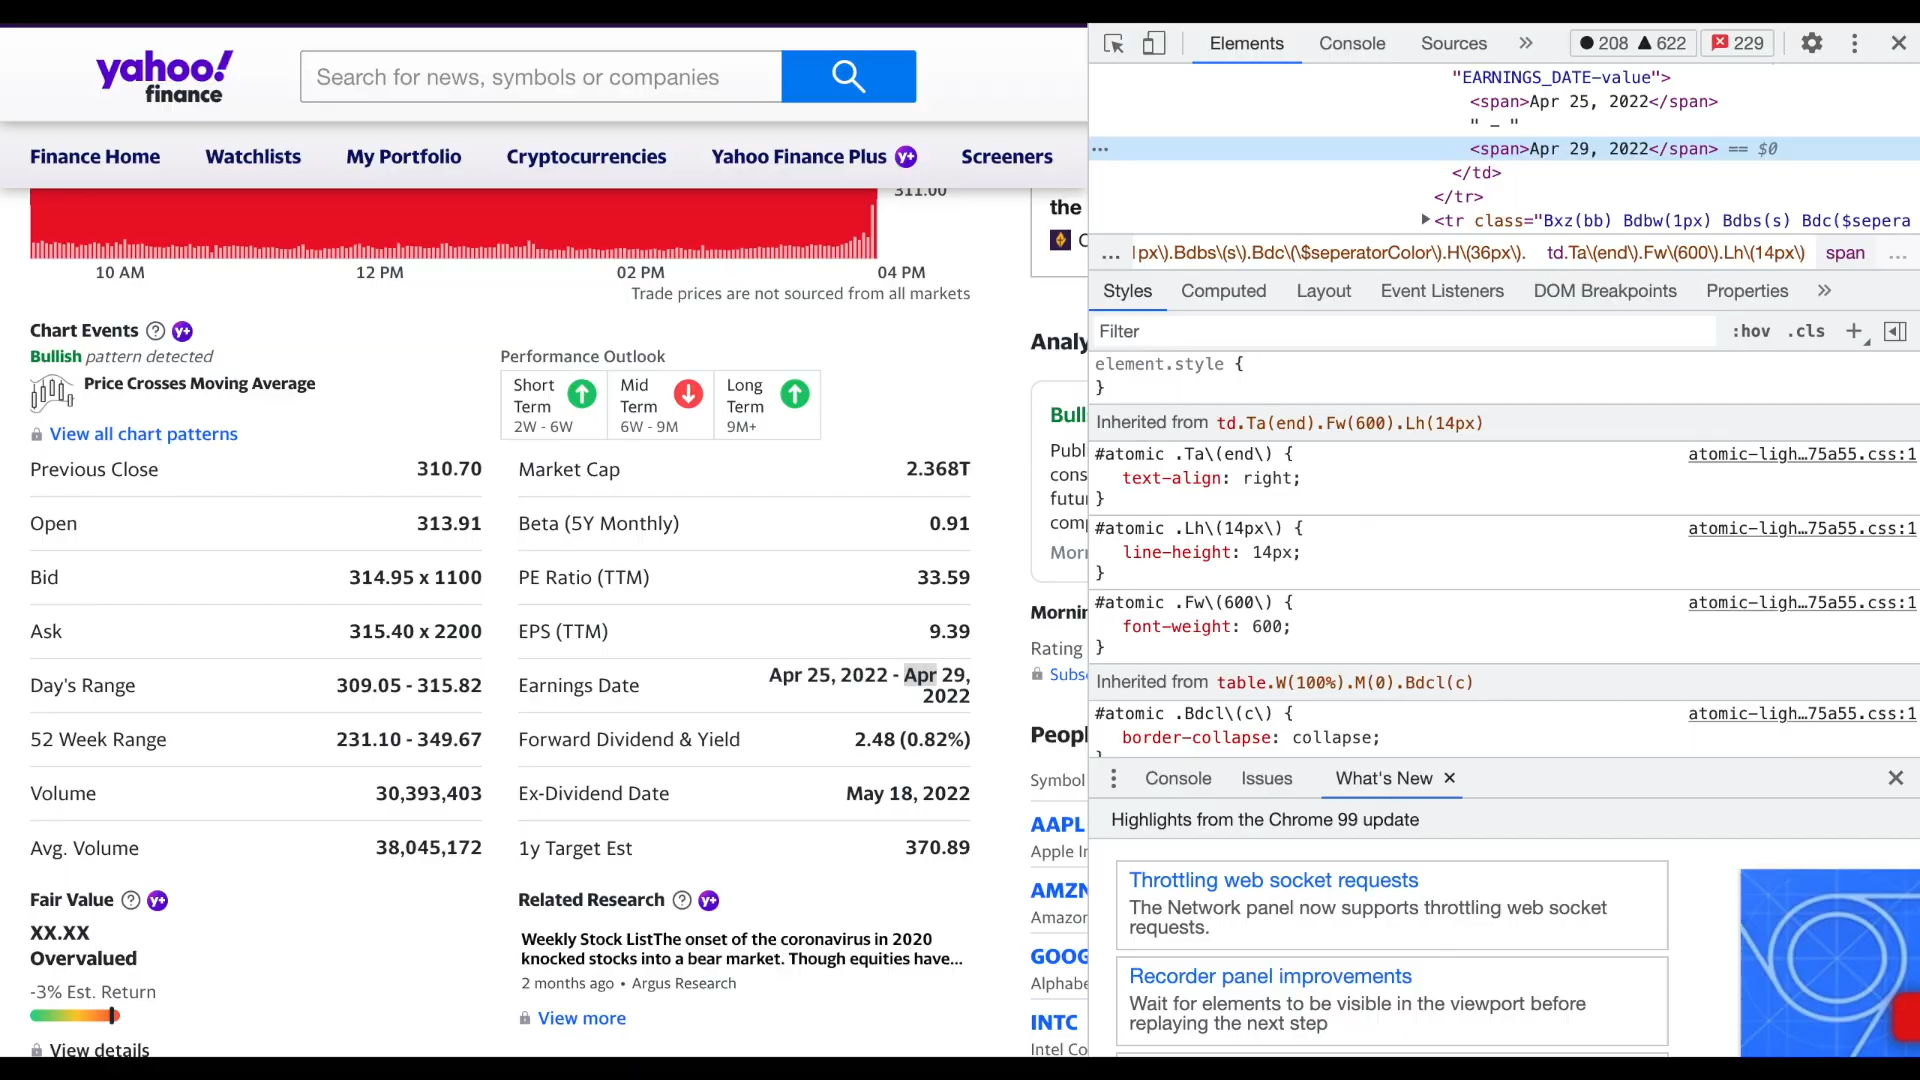 yahoo!
finance
Search for news, symbols or companies
Finance Home
Watchlists
My Portfolio
Cryptocurrencies
Yahoo Finance Plus y+
Screeners
311.00
10 AM
12 PM
02 PM
04 PM
Trade prices are not sourced from all markets
Chart Events ? y+
Bullish pattern detected
Price Crosses Moving Average
View all chart patterns
Performance Outlook
Short
Term
2W - 6W
Mid
Term
6W - 9M
Long
Term
9M+
Previous Close 310.70
Open 313.91
Bid 314.95 x 1100
Ask 315.40 x 2200
Day's Range 309.05 - 315.82
52 Week Range 231.10 - 349.67
Volume 30,393,403
Avg. Volume 38,045,172
Market Cap 2.368T
Beta (5Y Monthly) 0.91
PE Ratio (TTM) 33.59
EPS (TTM) 9.39
Earnings Date Apr 25, 2022 - Apr 29,
2022
Forward Dividend & Yield 2.48 (0.82%)
Ex-Dividend Date May 18, 2022
1y Target Est 370.89
Fair Value ? y+
XX.XX
Overvalued
-3% Est. Return
View details
Related Research ? y+
Weekly Stock ListThe onset of the coronavirus in 2020
knocked stocks into a bear market. Though equities have...
2 months ago • Argus Research
View more
the
Analy
Bull
Publ
cons
futur
comp
Morn
Mornin
Rating
Subsc
Peopl
Symbol
AAPL
Apple In
AMZN
Amazon
GOOG
Alphabe
INTC
Intel Co
Elements
Console
Sources
»
208
622
229
"EARNINGS_DATE-value">
<span>Apr 25, 2022</span>
" - "
... <span>Apr 29, 2022</span> == $0
</td>
</tr>
<tr class="Bxz(bb) Bdbw(1px) Bdbs(s) Bdc($sepera
... px\).Bdbs\(s\).Bdc\(\$seperatorColor\).H\(36px\). td.Ta\(end\).Fw\(600\).Lh\(14px\) span ...
Styles
Computed
Layout
Event Listeners
DOM Breakpoints
Properties
»
Filter
:hov
.cls
+
element.style {
}
Inherited from td.Ta(end).Fw(600).Lh(14px)
#atomic .Ta\(end\) { atomic-ligh…75a55.css:1
text-align: right;
}
#atomic .Lh\(14px\) { atomic-ligh…75a55.css:1
line-height: 14px;
}
#atomic .Fw\(600\) { atomic-ligh…75a55.css:1
font-weight: 600;
}
Inherited from table.W(100%).M(0).Bdcl(c)
#atomic .Bdcl\(c\) { atomic-ligh…75a55.css:1
border-collapse: collapse;
}
Console
Issues
What's New
Highlights from the Chrome 99 update
Throttling web socket requests
The Network panel now supports throttling web socket
requests.
Recorder panel improvements
Wait for elements to be visible in the viewport before
replaying the next step